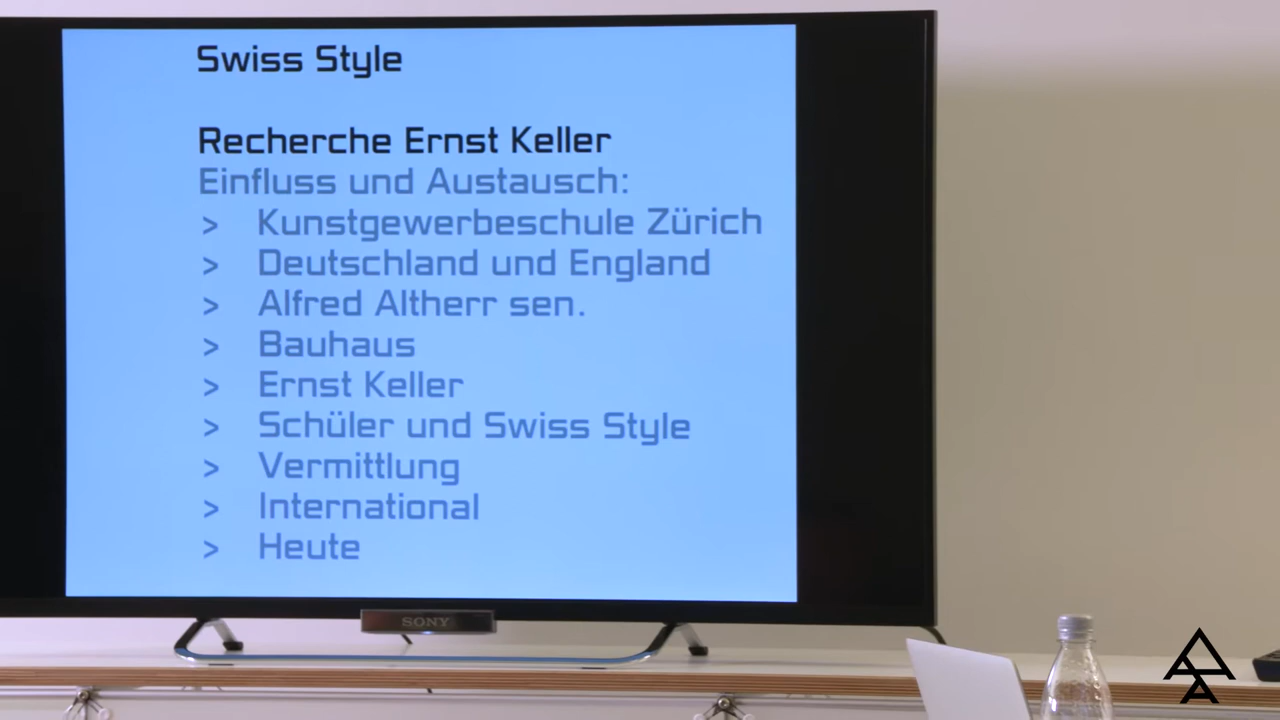 Swiss Style
Recherche Ernst Keller
Einfluss und Austausch:
> Kunstgewerbeschule Zürich
> Deutschland und England
> Alfred Altherr sen.
> Bauhaus
> Ernst Keller
> Schüler und Swiss Style
> Vermittlung
> International
> Heute
SONY